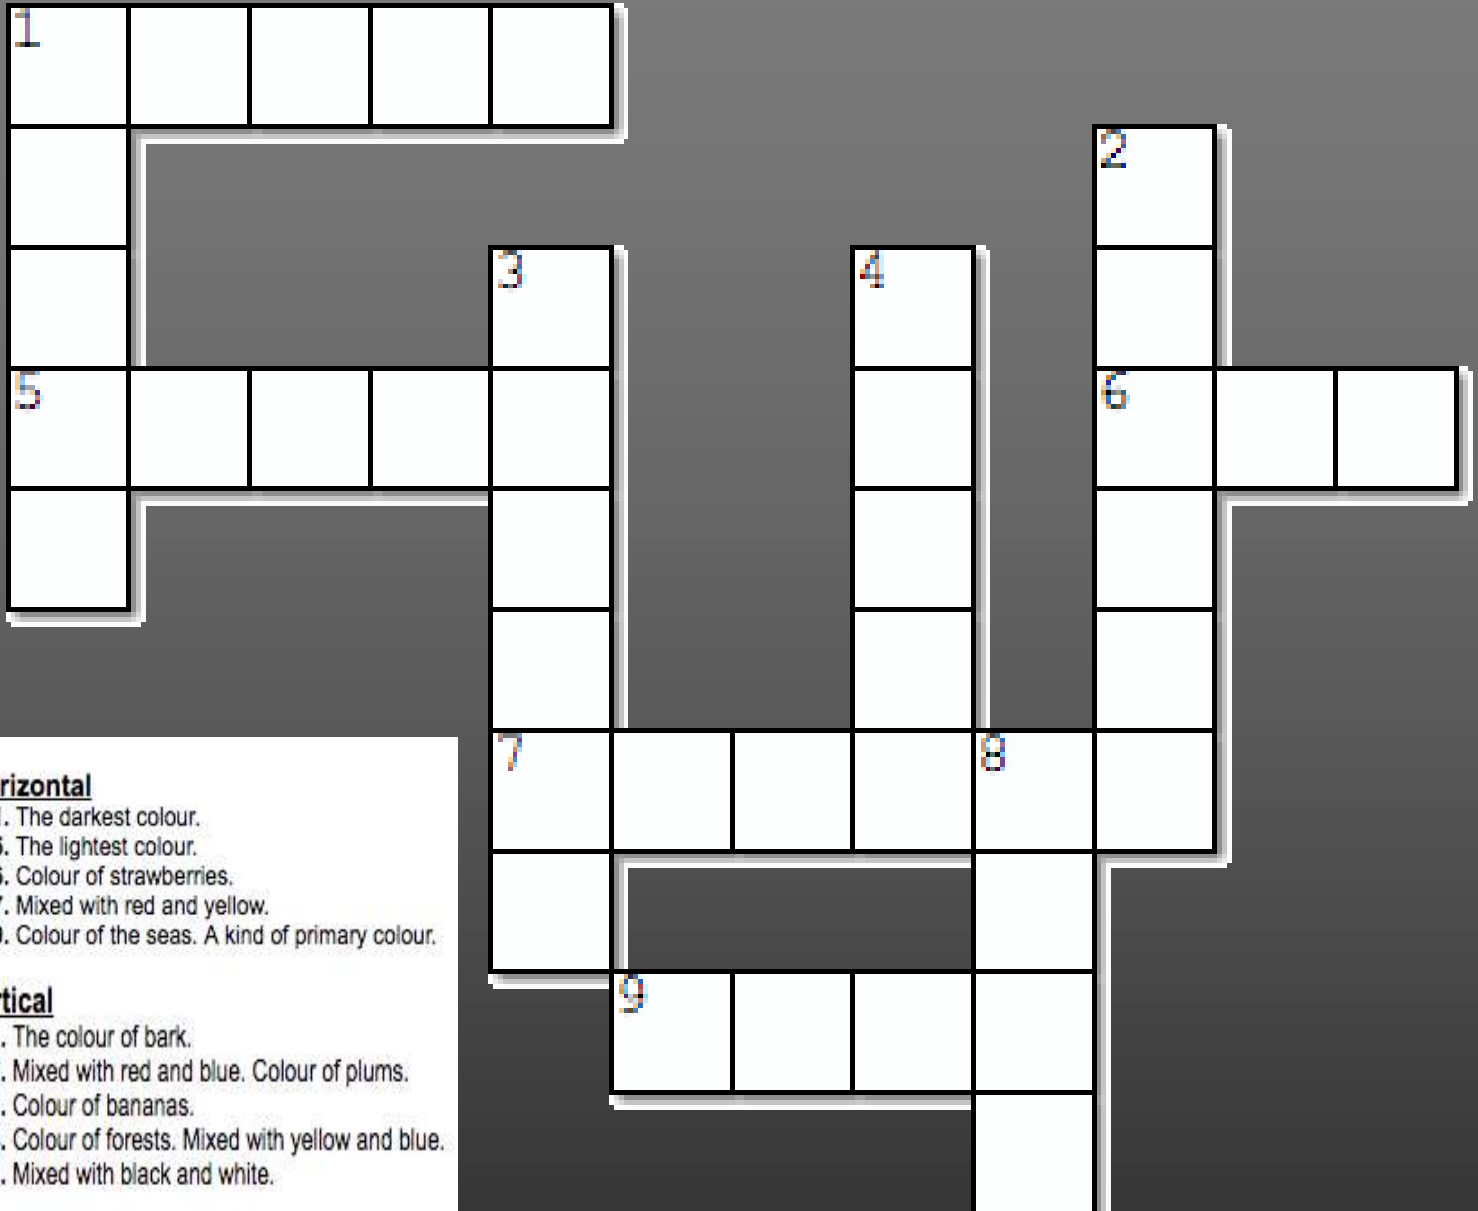 1
2
3
4
5
6
7
8
9
rizontal
. The darkest colour.
. The lightest colour.
. Colour of strawberries.
. Mixed with red and yellow.
. Colour of the seas. A kind of primary colour.
tical
. The colour of bark.
. Mixed with red and blue. Colour of plums.
. Colour of bananas.
. Colour of forests. Mixed with yellow and blue.
. Mixed with black and white.